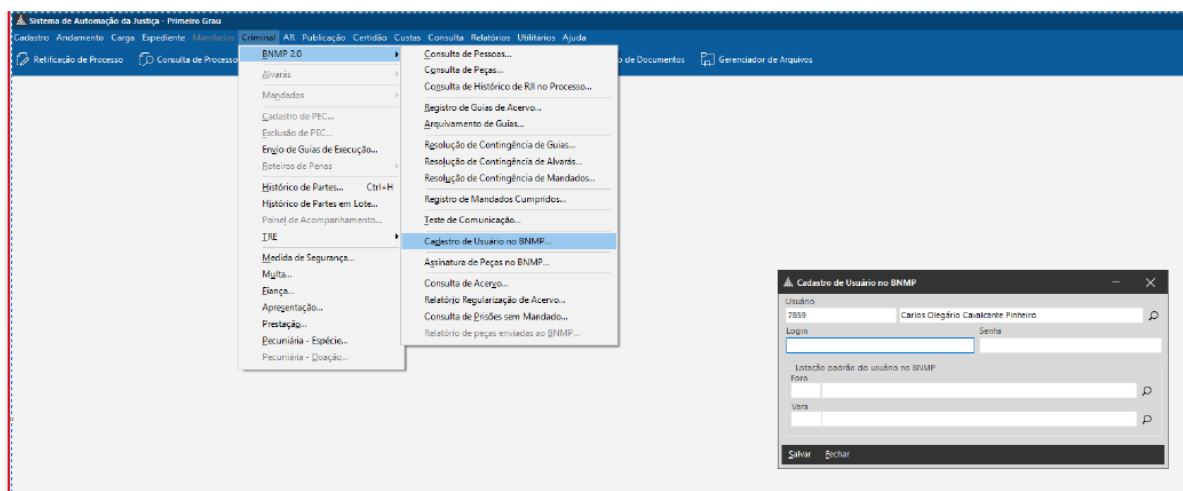 Sistema de Automação da Justiça - Primeiro Grau
Cadastro Andamento Carga Expediente Mandados Criminal AR Publicação Certidão Custas Consulta Relatórios Utilitários Ajuda
Retificação de Processo Consulta de Processo o de Documentos Gerenciador de Arquivos
BNMP 2.0
Alvarás
Mandados
Cadastro de PEC...
Exclusão de PEC...
Envio de Guias de Execução...
Roteiros de Penas
Histórico de Partes... Ctrl+H
Histórico de Partes em Lote...
Painel de Acompanhamento...
TRE
Medida de Segurança...
Multa...
Fiança...
Apresentação...
Prestação...
Pecuniária - Espécie...
Pecuniária - Doação...
Consulta de Pessoas...
Consulta de Peças...
Consulta de Histórico de RJI no Processo...
Registro de Guias de Acervo...
Arquivamento de Guias...
Resolução de Contingência de Guias...
Resolução de Contingência de Alvarás...
Resolução de Contingência de Mandados...
Registro de Mandados Cumpridos...
Teste de Comunicação...
Cadastro de Usuário no BNMP...
Assinatura de Peças no BNMP...
Consulta de Acervo...
Relatório Regularização de Acervo...
Consulta de Prisões sem Mandado...
Relatório de peças enviadas ao BNMP...
Cadastro de Usuário no BNMP
Usuário
7859 Carlos Olegário Cavalcante Pinheiro
Login Senha
Lotação padrão do usuário no BNMP
Foro
Vara
Salvar Fechar